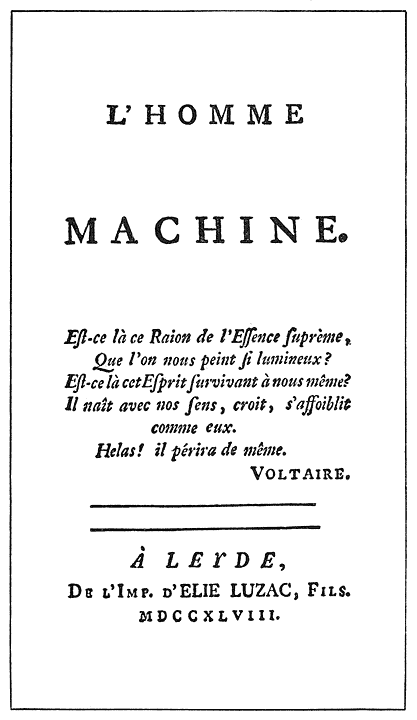 L'HOMME
MACHINE.
Eſt-ce là ce Raion de l'Eſſence ſuprème,
Que l'on nous peint ſi lumineux?
Eſt-ce là cet Eſprit ſurvivant à nous même?
Il naît avec nos ſens, croit, s'affoiblit
comme eux.
Helas! il périra de même.
VOLTAIRE.
À LEYDE,
DE L'IMP. D'ELIE LUZAC, FILS.
MDCCXLVIII.